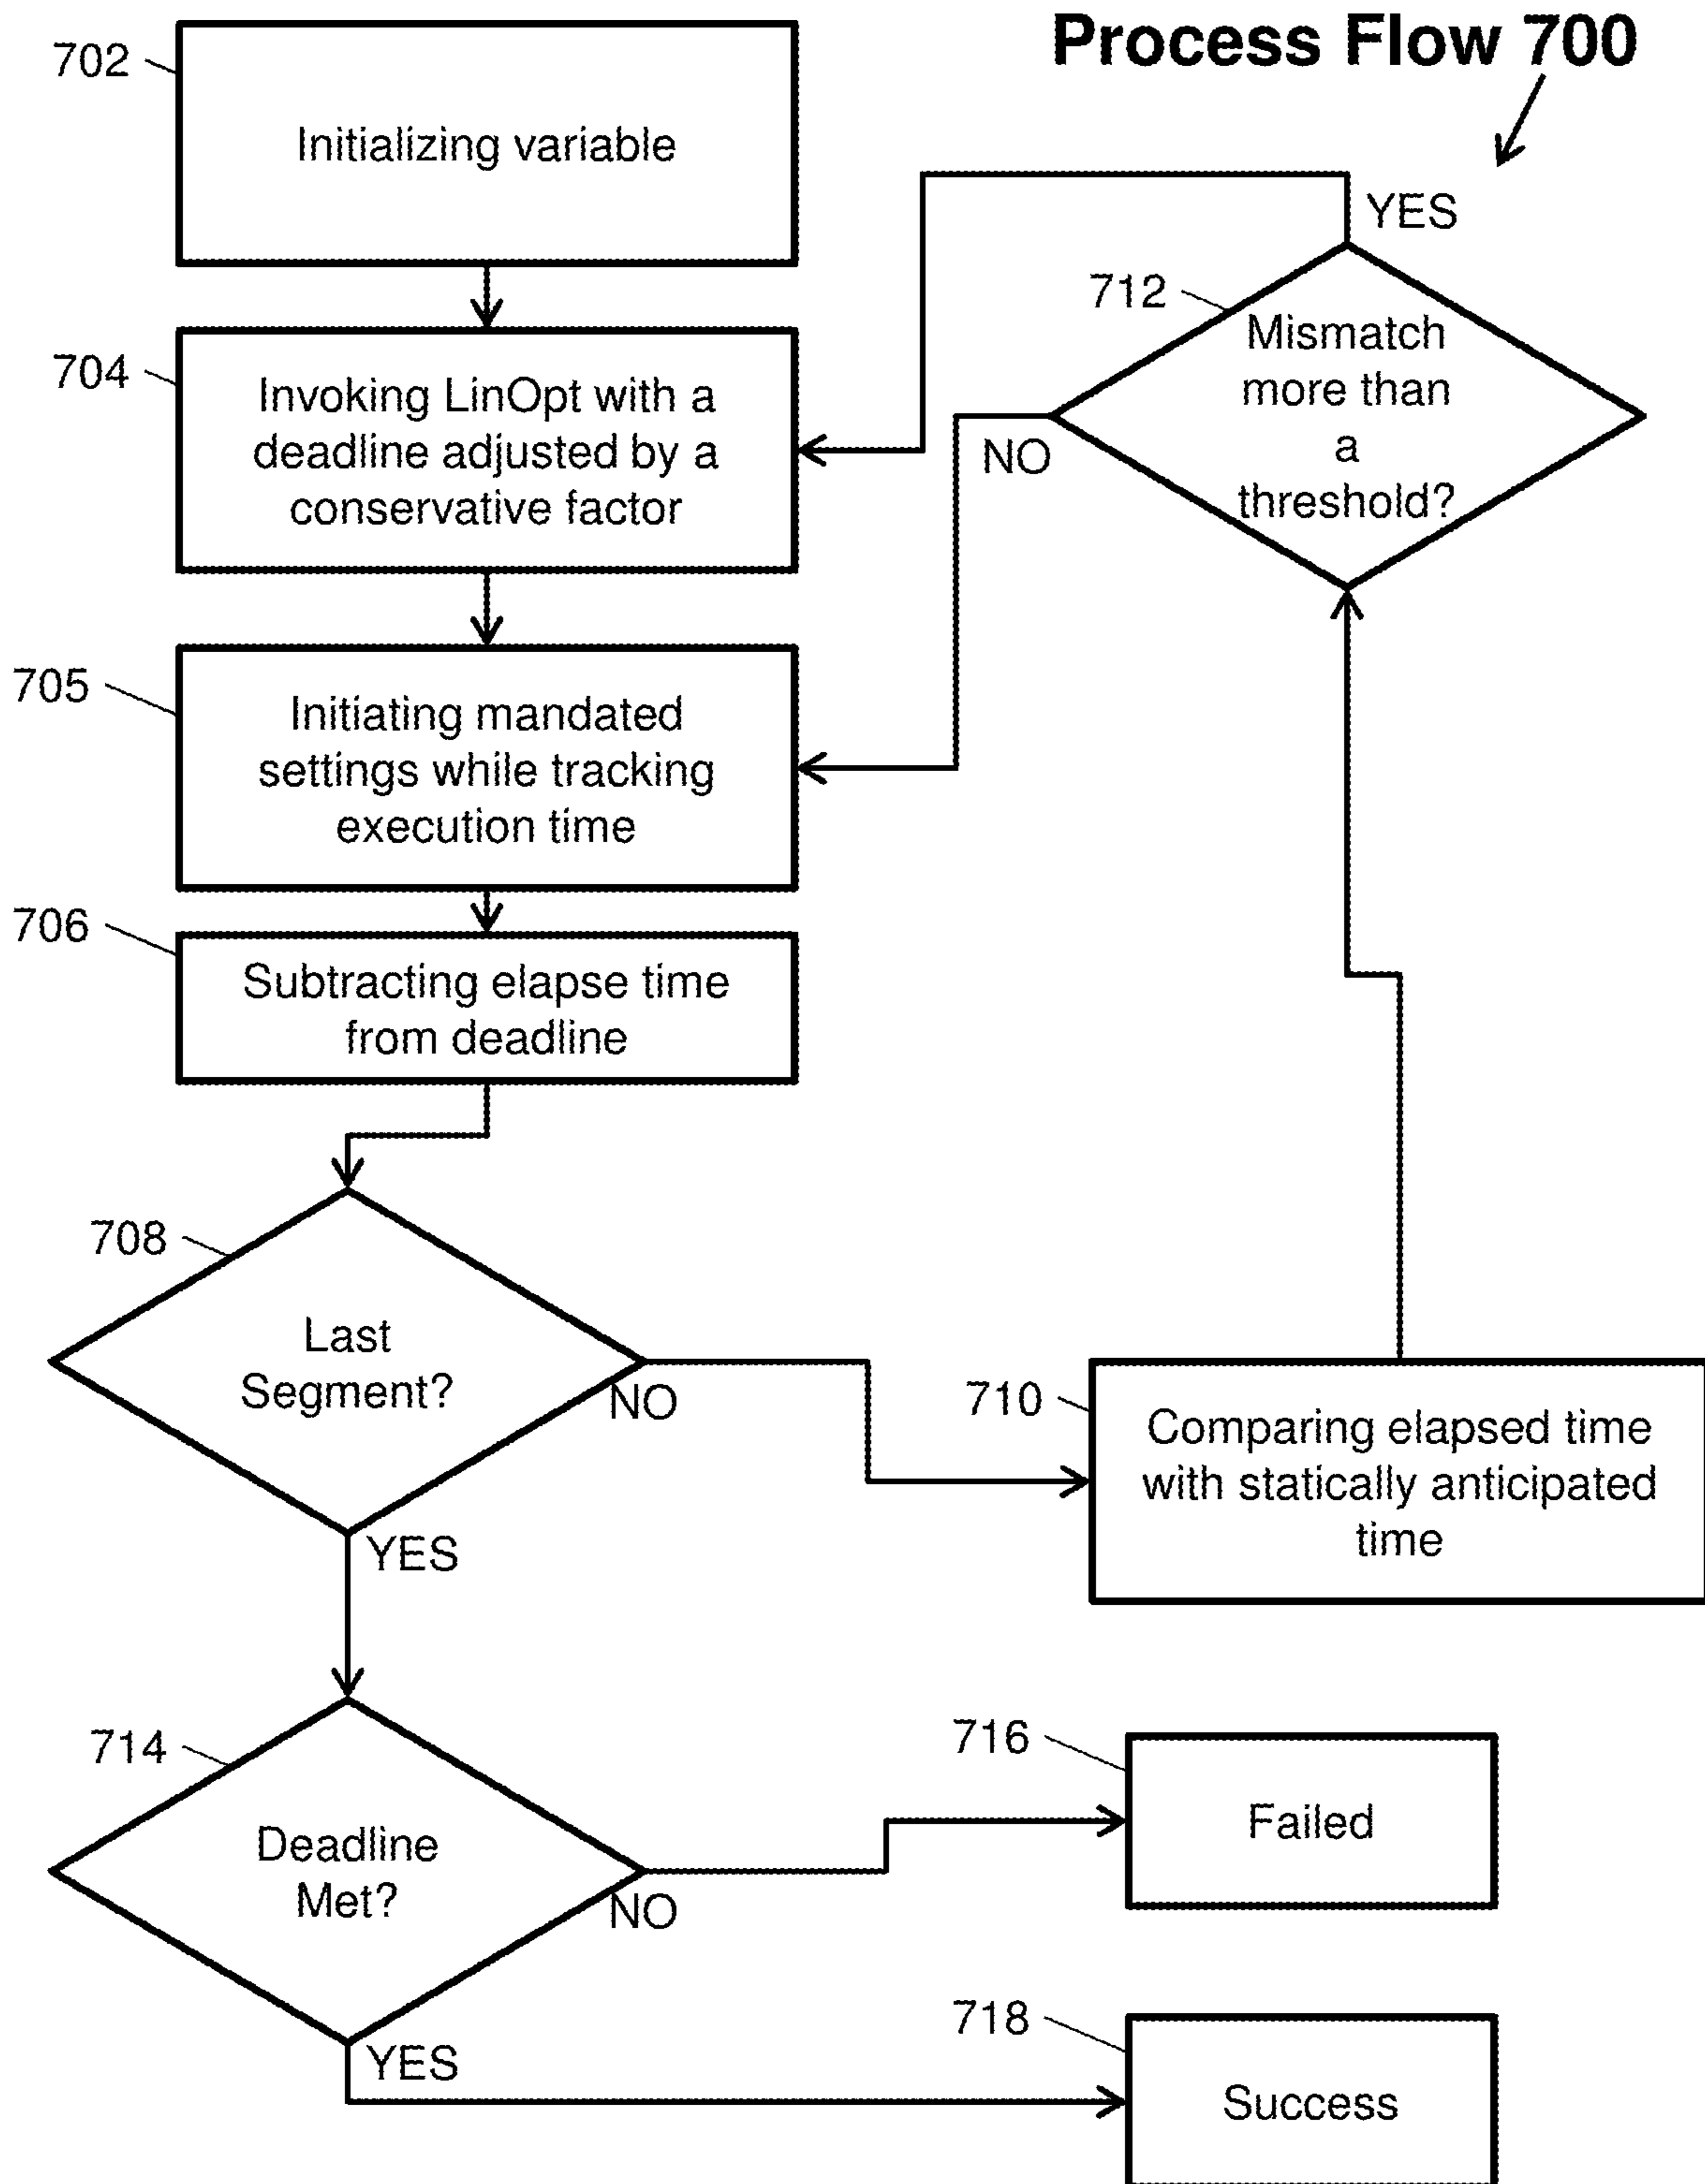 Process Flow 700
702
Initializing variable
YES
712
Mismatch
more than
a
threshold?
NO
704
Invoking LinOpt with a
deadline adjusted by a
conservative factor
705
Initiating mandated
settings while tracking
execution time
706
Subtracting elapse time
from deadline
708
Last
Segment?
NO
YES
710
Comparing elapsed time
with statically anticipated
time
714
Deadline
Met?
NO
YES
716
Failed
718
Success